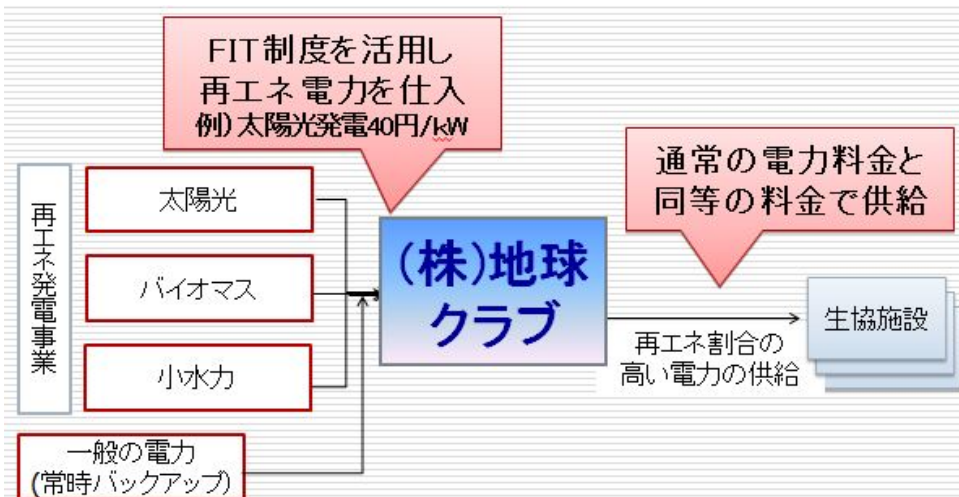 FIT制度を活用し
再エネ電力を仕入
例）太陽光発電40円/kW
通常の電力料金と
同等の料金で供給
再エネ発電事業
太陽光
バイオマス
小水力
一般の電力
(常時バックアップ)
(株)地球
クラブ
再エネ割合の
高い電力の供給
生協施設